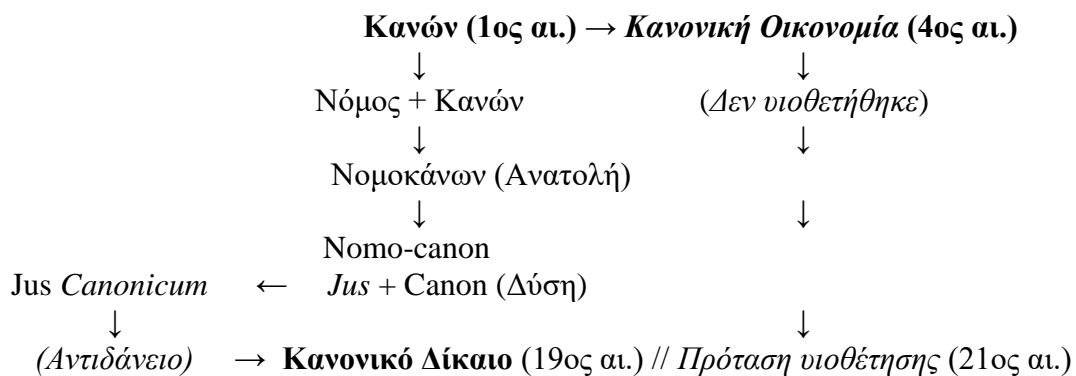 Κανών (1ος αι.) → Κανονική Οικονομία (4ος αι.)
↓ ↓
Νόμος + Κανών (Δεν υιοθετήθηκε)
↓ ↓
Νομοκάνων (Ανατολή)
↓ ↓
Nomo-canon
Jus Canonicum ← Jus + Canon (Δύση)
↓ ↓
(Αντιδάνειο) → Κανονικό Δίκαιο (19ος αι.) // Πρόταση υιοθέτησης (21ος αι.)